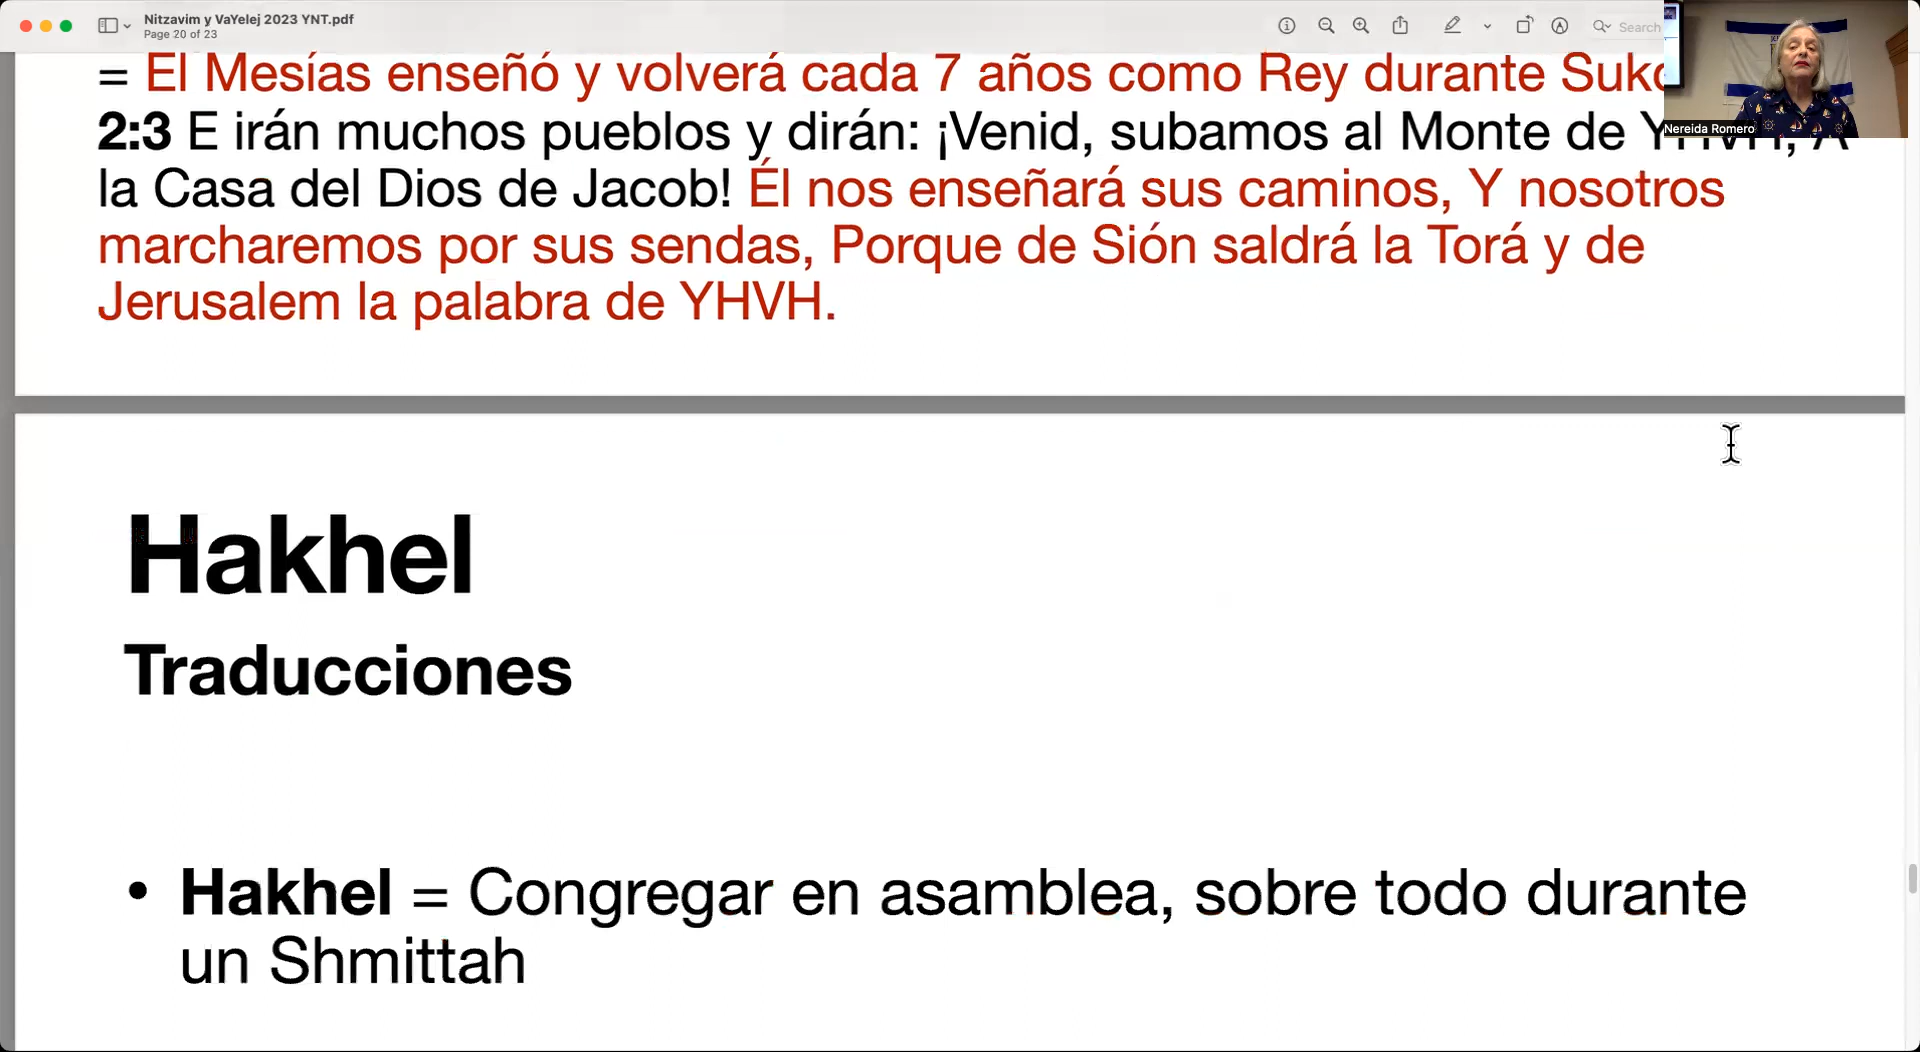 Nitzavim y VaYelej 2023 YNT.pdf
Page 20 of 23
Search
Nereida Romero
= El Mesías enseñó y volverá cada 7 años como Rey durante
2:3 E irán muchos pueblos y dirán: ¡Venid, subamos al Monte de YHVH, A
la Casa del Dios de Jacob! Él nos enseñará sus caminos, Y nosotros
marcharemos por sus sendas, Porque de Sión saldrá la Torá y de
Jerusalem la palabra de YHVH.
Hakhel
Traducciones
• Hakhel = Congregar en asamblea, sobre todo durante
un Shmittah